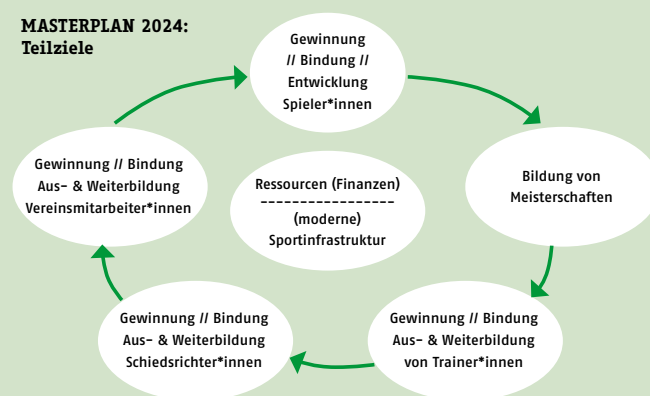 MASTERPLAN 2024:
Teilziele
Gewinnung
// Bindung //
Entwicklung
Spieler*innen
Bildung von
Meisterschaften
Gewinnung // Bindung
Aus- & Weiterbildung
von Trainer*innen
Gewinnung // Bindung
Aus- & Weiterbildung
Schiedsrichter*innen
Gewinnung // Bindung
Aus- & Weiterbildung
Vereinsmitarbeiter*innen
Ressourcen (Finanzen)
-----------------
(moderne)
Sportinfrastruktur